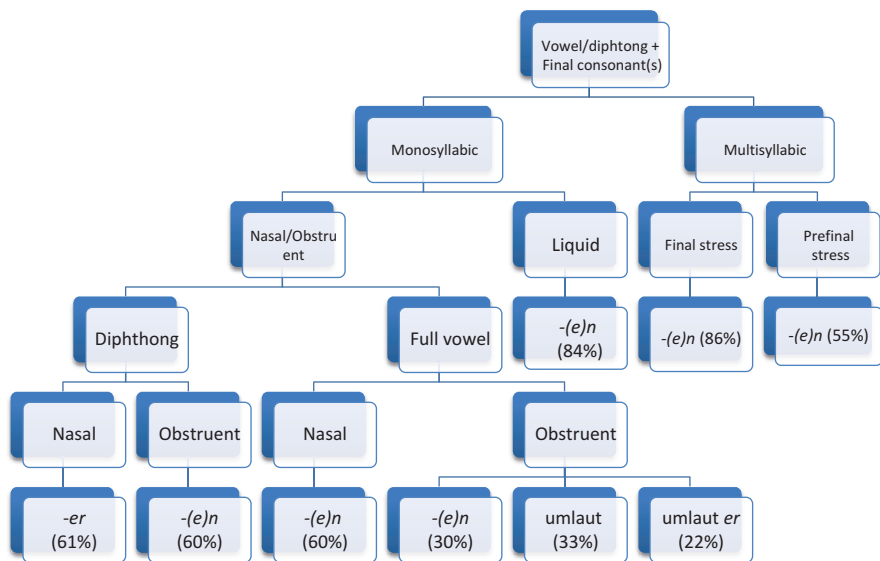 Vowel/diphtong +
Final consonant(s)
Monosyllabic
Multisyllabic
Nasal/Obstru
ent
Liquid
Final stress
Prefinal
stress
Diphthong
Full vowel
-(e)n
(84%)
-(e)n (86%)
-(e)n (55%)
Nasal
Obstruent
Nasal
Obstruent
-er
(61%)
-(e)n
(60%)
-(e)n
(60%)
-(e)n
(30%)
umlaut
(33%)
umlaut er
(22%)